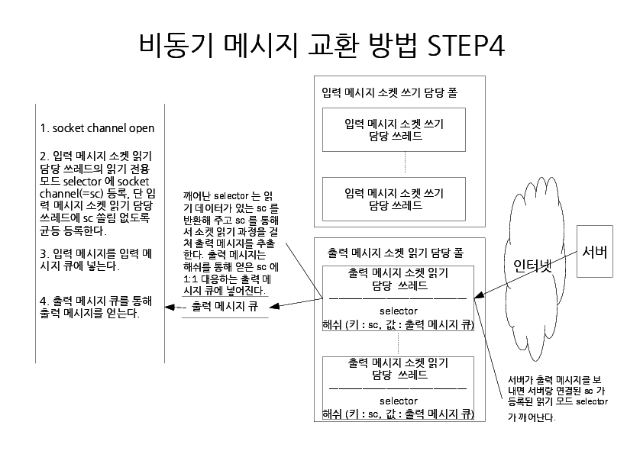 비동기 메시지 교환 방법 STEP4
1. socket channel open
2. 입력 메시지 소켓 읽기
담당 쓰레드의 읽기 전용
모드 selector 에 socket
channel(=sc) 등록, 단 입
력 메시지 소켓 읽기 담당
쓰레드에 sc 쏠림 없도록
균등 등록한다.
3. 입력 메시지를 입력 메
시지 큐에 넣는다.
4. 출력 메시지 큐를 통해
출력 메시지를 얻는다.
깨어난 selector 는 읽
기 데이터가 있는 sc 를
반환해 주고 sc 를 통해
서 소켓 읽기 과정을 걸
쳐 출력 메시지를 추출
한다. 출력 메시지는
해쉬를 통해 얻은 sc 에
1:1 대응하는 출력 메
시지 큐에 넣어진다.
출력 메시지 큐
입력 메시지 소켓 쓰기 담당 폴
입력 메시지 소켓 쓰기
담당 쓰레드
입력 메시지 소켓 쓰기
담당 쓰레드
출력 메시지 소켓 읽기 담당 폴
출력 메시지 소켓 읽기
담당 쓰레드
selector
해쉬 (키 : sc, 값 : 출력 메시지 큐)
출력 메시지 소켓 읽기
담당 쓰레드
selector
해쉬 (키 : sc, 값 : 출력 메시지 큐)
인터넷
서버
서버가 출력 메시지를 보
내면 서버랑 연결된 sc 가
등록된 읽기 모드 selector
가 깨어난다.